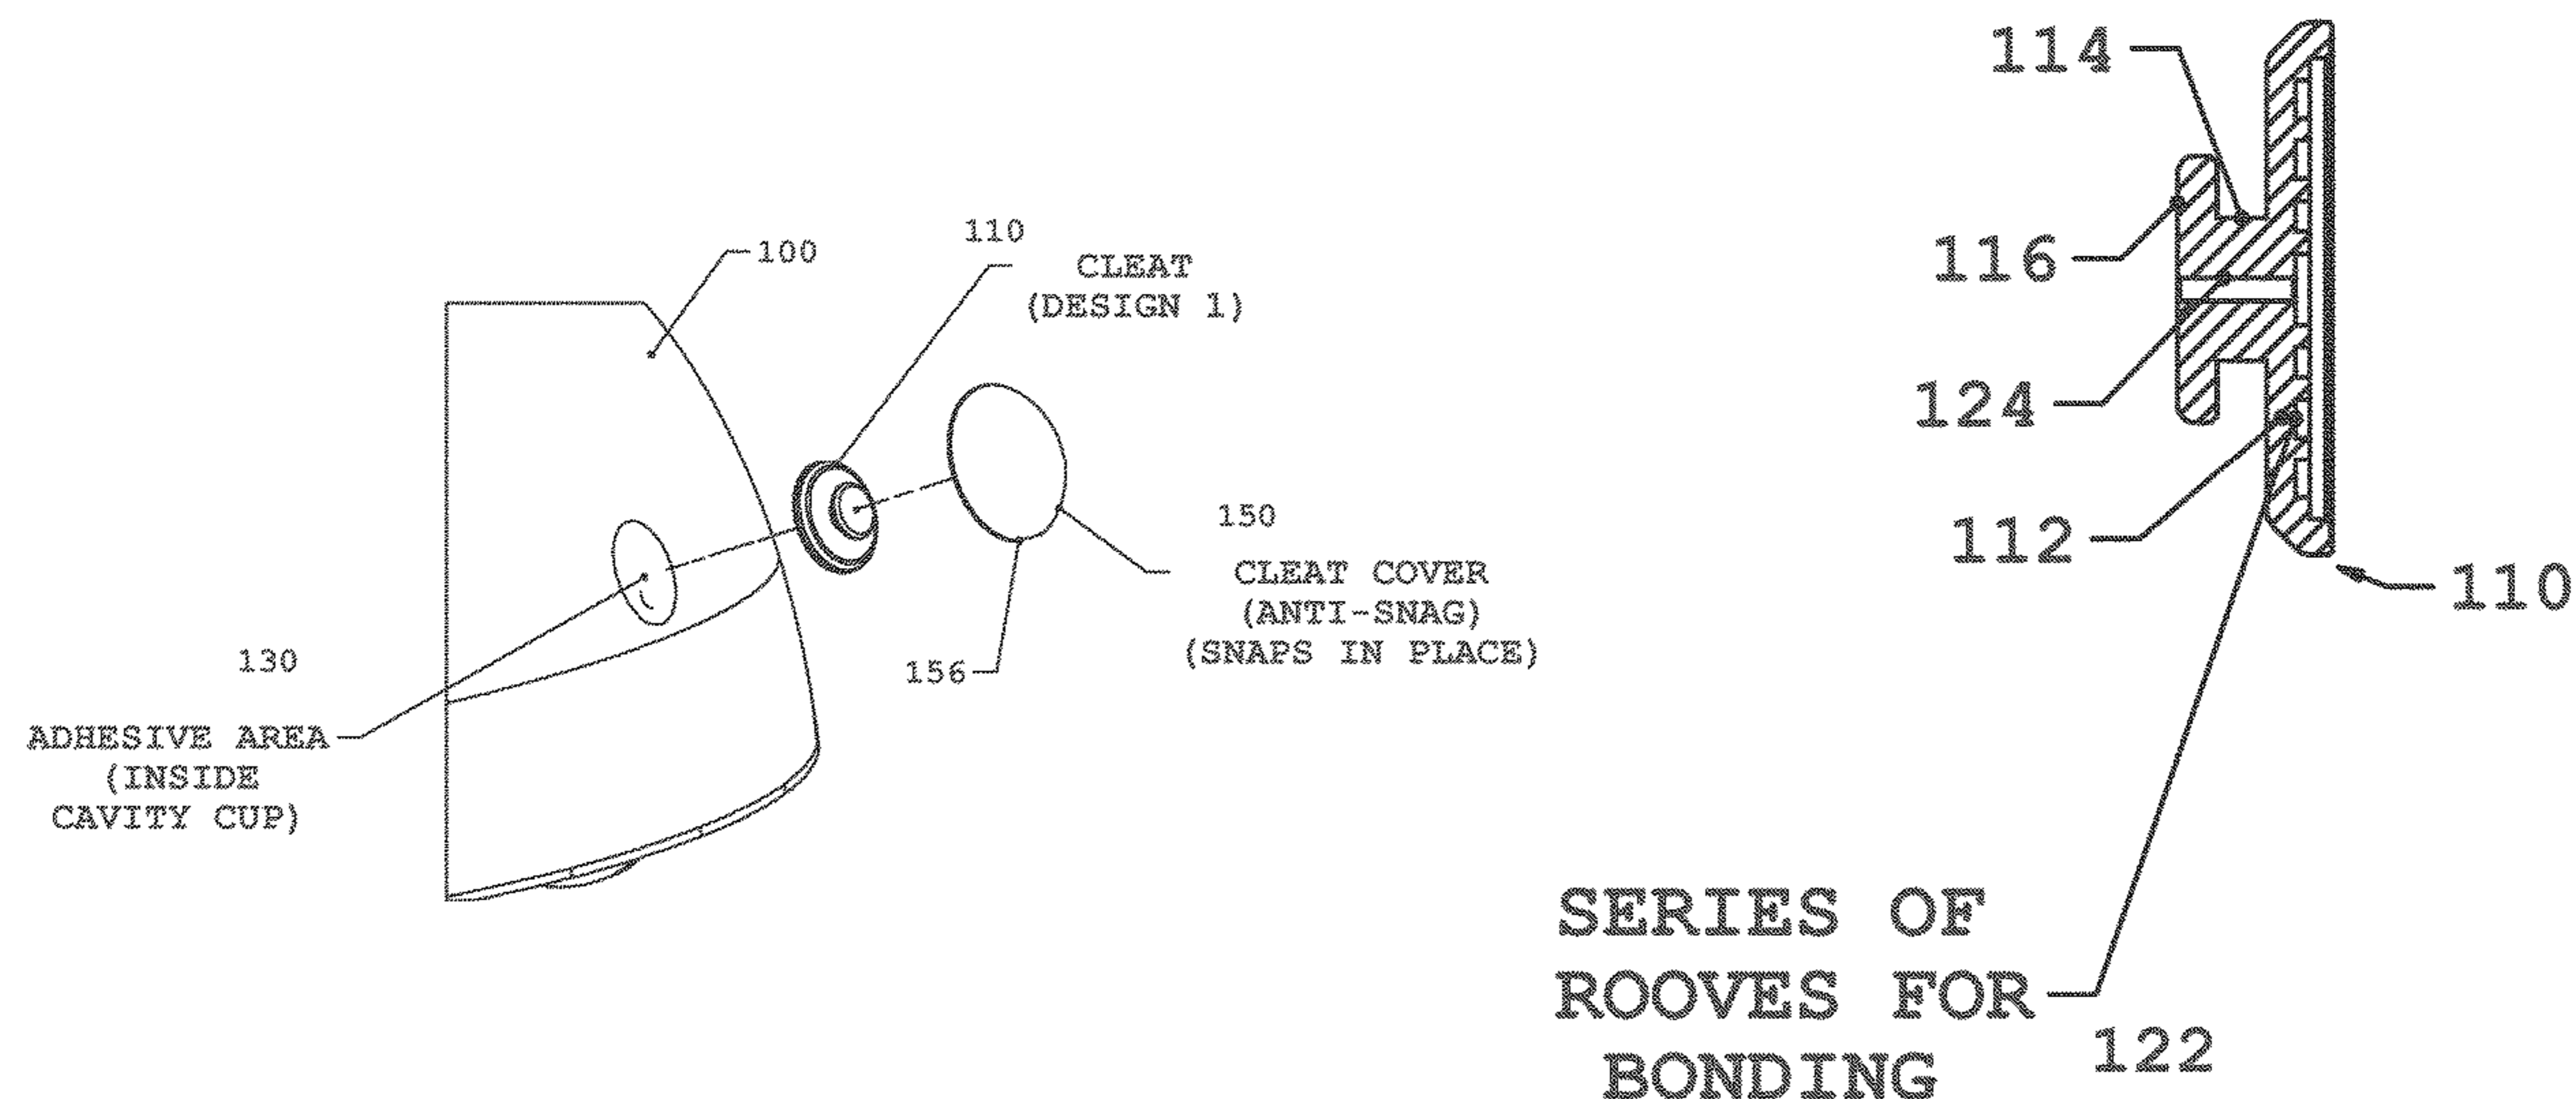 100
110
CLEAT
(DESIGN 1)
130
ADHESIVE AREA
(INSIDE
CAVITY CUP)
150
CLEAT COVER
(ANTI-SNAG)
(SNAPS IN PLACE)
156
114
116
124
112
110
SERIES OF
ROOVES FOR
BONDING
122